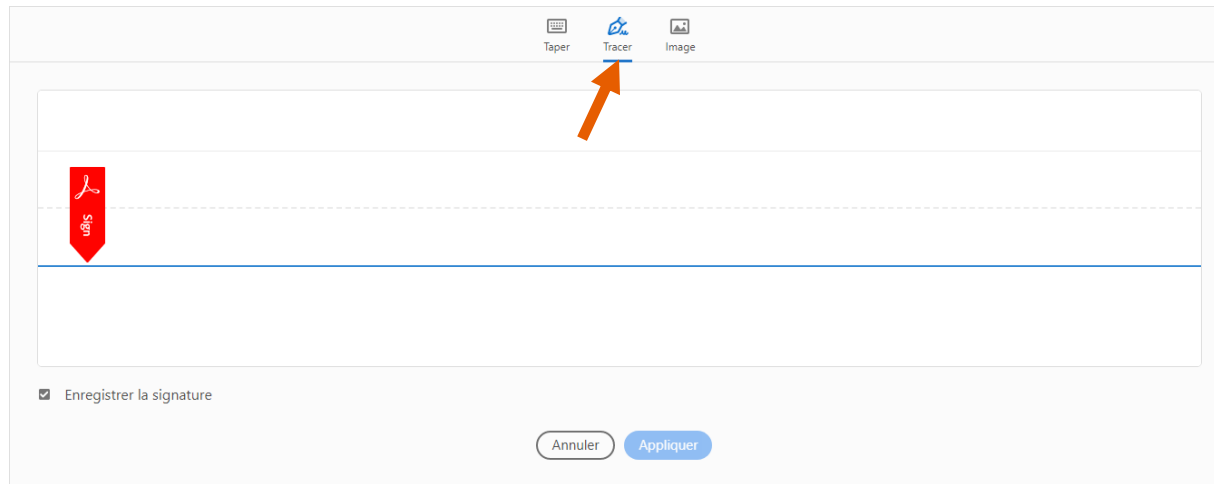 Taper Tracer Image
Sign
Enregistrer la signature
Annuler Appliquer